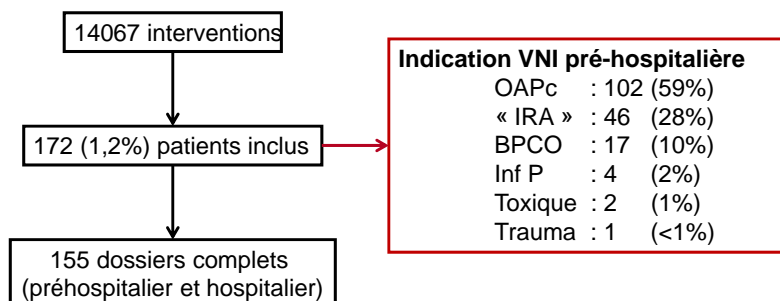 14067 interventions
172 (1,2%) patients inclus
155 dossiers complets
(préhospitalier et hospitalier)
Indication VNI pré-hospitalière
OAPc : 102 (59%)
« IRA » : 46 (28%)
BPCO : 17 (10%)
Inf P : 4 (2%)
Toxique : 2 (1%)
Trauma : 1 (<1%)